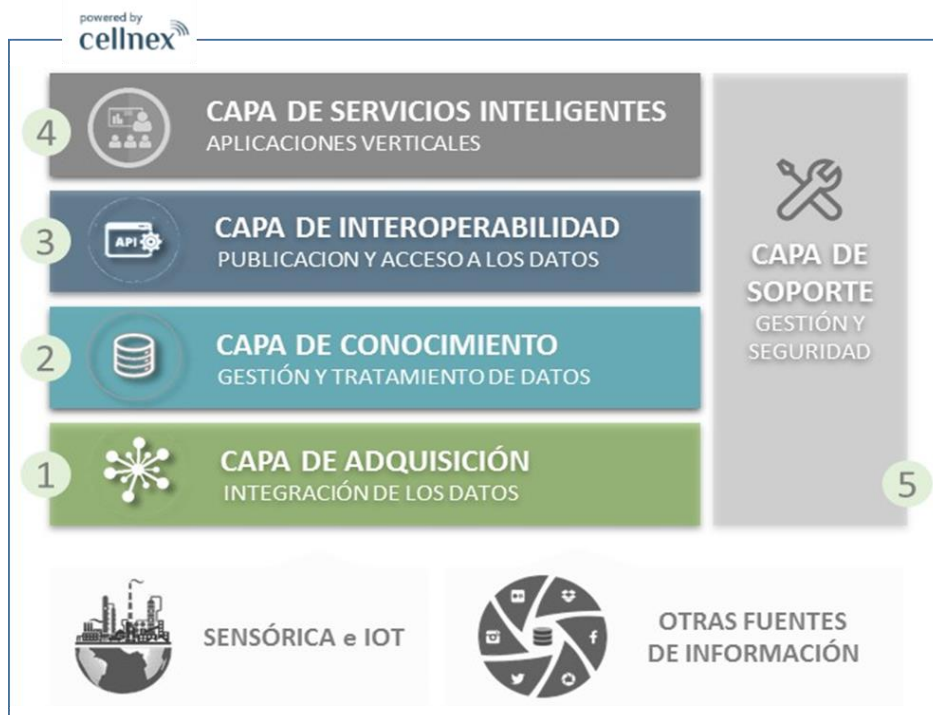 powered by
cellnex
4
CAPA DE SERVICIOS INTELIGENTES
APLICACIONES VERTICALES
3
API
CAPA DE INTEROPERABILIDAD
PUBLICACION Y ACCESO A LOS DATOS
2
CAPA DE CONOCIMIENTO
GESTIÓN Y TRATAMIENTO DE DATOS
1
CAPA DE ADQUISICIÓN
INTEGRACIÓN DE LOS DATOS
CAPA DE
SOPORTE
GESTIÓN Y
SEGURIDAD
5
SENSÓRICA e IOT
OTRAS FUENTES
DE INFORMACIÓN